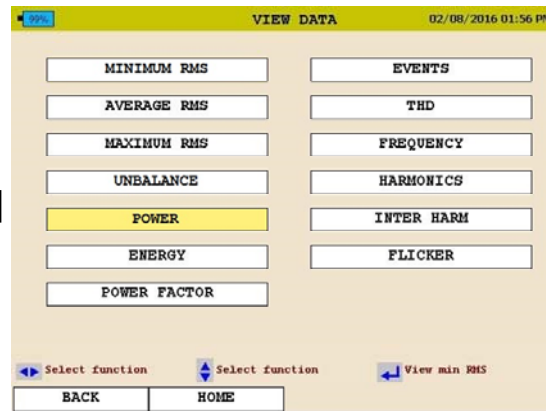 99% VIEW DATA 02/08/2016 01:56 PM
MINIMUM RMS EVENTS
AVERAGE RMS THD
MAXIMUM RMS FREQUENCY
UNBALANCE HARMONICS
POWER INTER HARM
ENERGY FLICKER
POWER FACTOR
Select function Select function View min RMS
BACK HOME